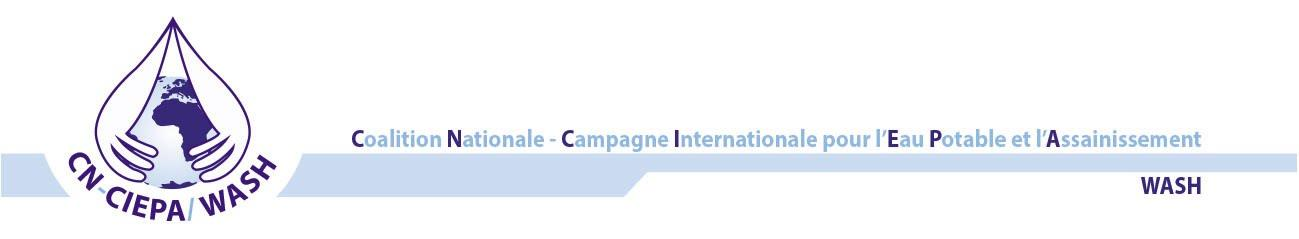 CN-CIEPA/WASH
Coalition Nationale - Campagne Internationale pour l'Eau Potable et l'Assainissement
WASH